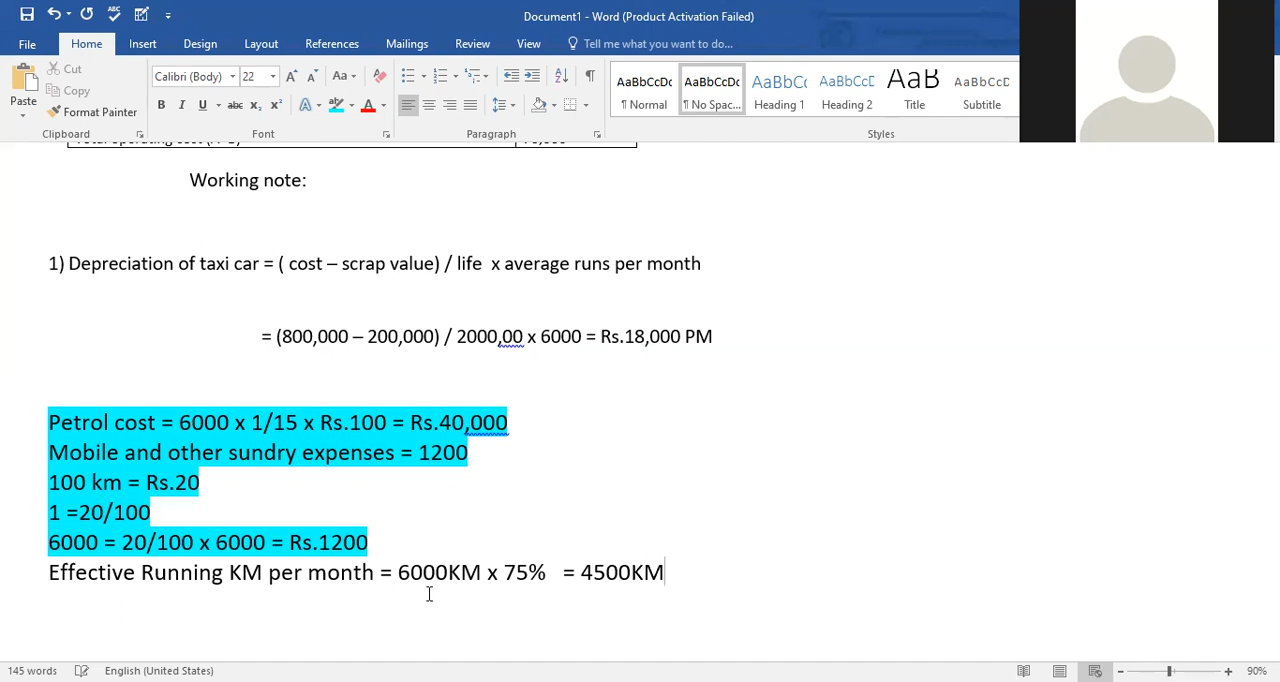 Document1 - Word (Product Activation Failed)
File Home Insert Design Layout References Mailings Review View Tell me what you want to do...
Paste
Cut
Copy
Format Painter
Clipboard
Calibri (Body) 22
Font
Paragraph
AaBbCcDc AaBbCcDc AaBbCc AaBbCcE AaB AaBbCcD
¶ Normal ¶ No Spac... Heading 1 Heading 2 Title Subtitle
Styles
Working note:
1) Depreciation of taxi car = ( cost – scrap value) / life x average runs per month
= (800,000 – 200,000) / 2000,00 x 6000 = Rs.18,000 PM
Petrol cost = 6000 x 1/15 x Rs.100 = Rs.40,000
Mobile and other sundry expenses = 1200
100 km = Rs.20
1 =20/100
6000 = 20/100 x 6000 = Rs.1200
Effective Running KM per month = 6000KM x 75% = 4500KM
145 words English (United States) 90%